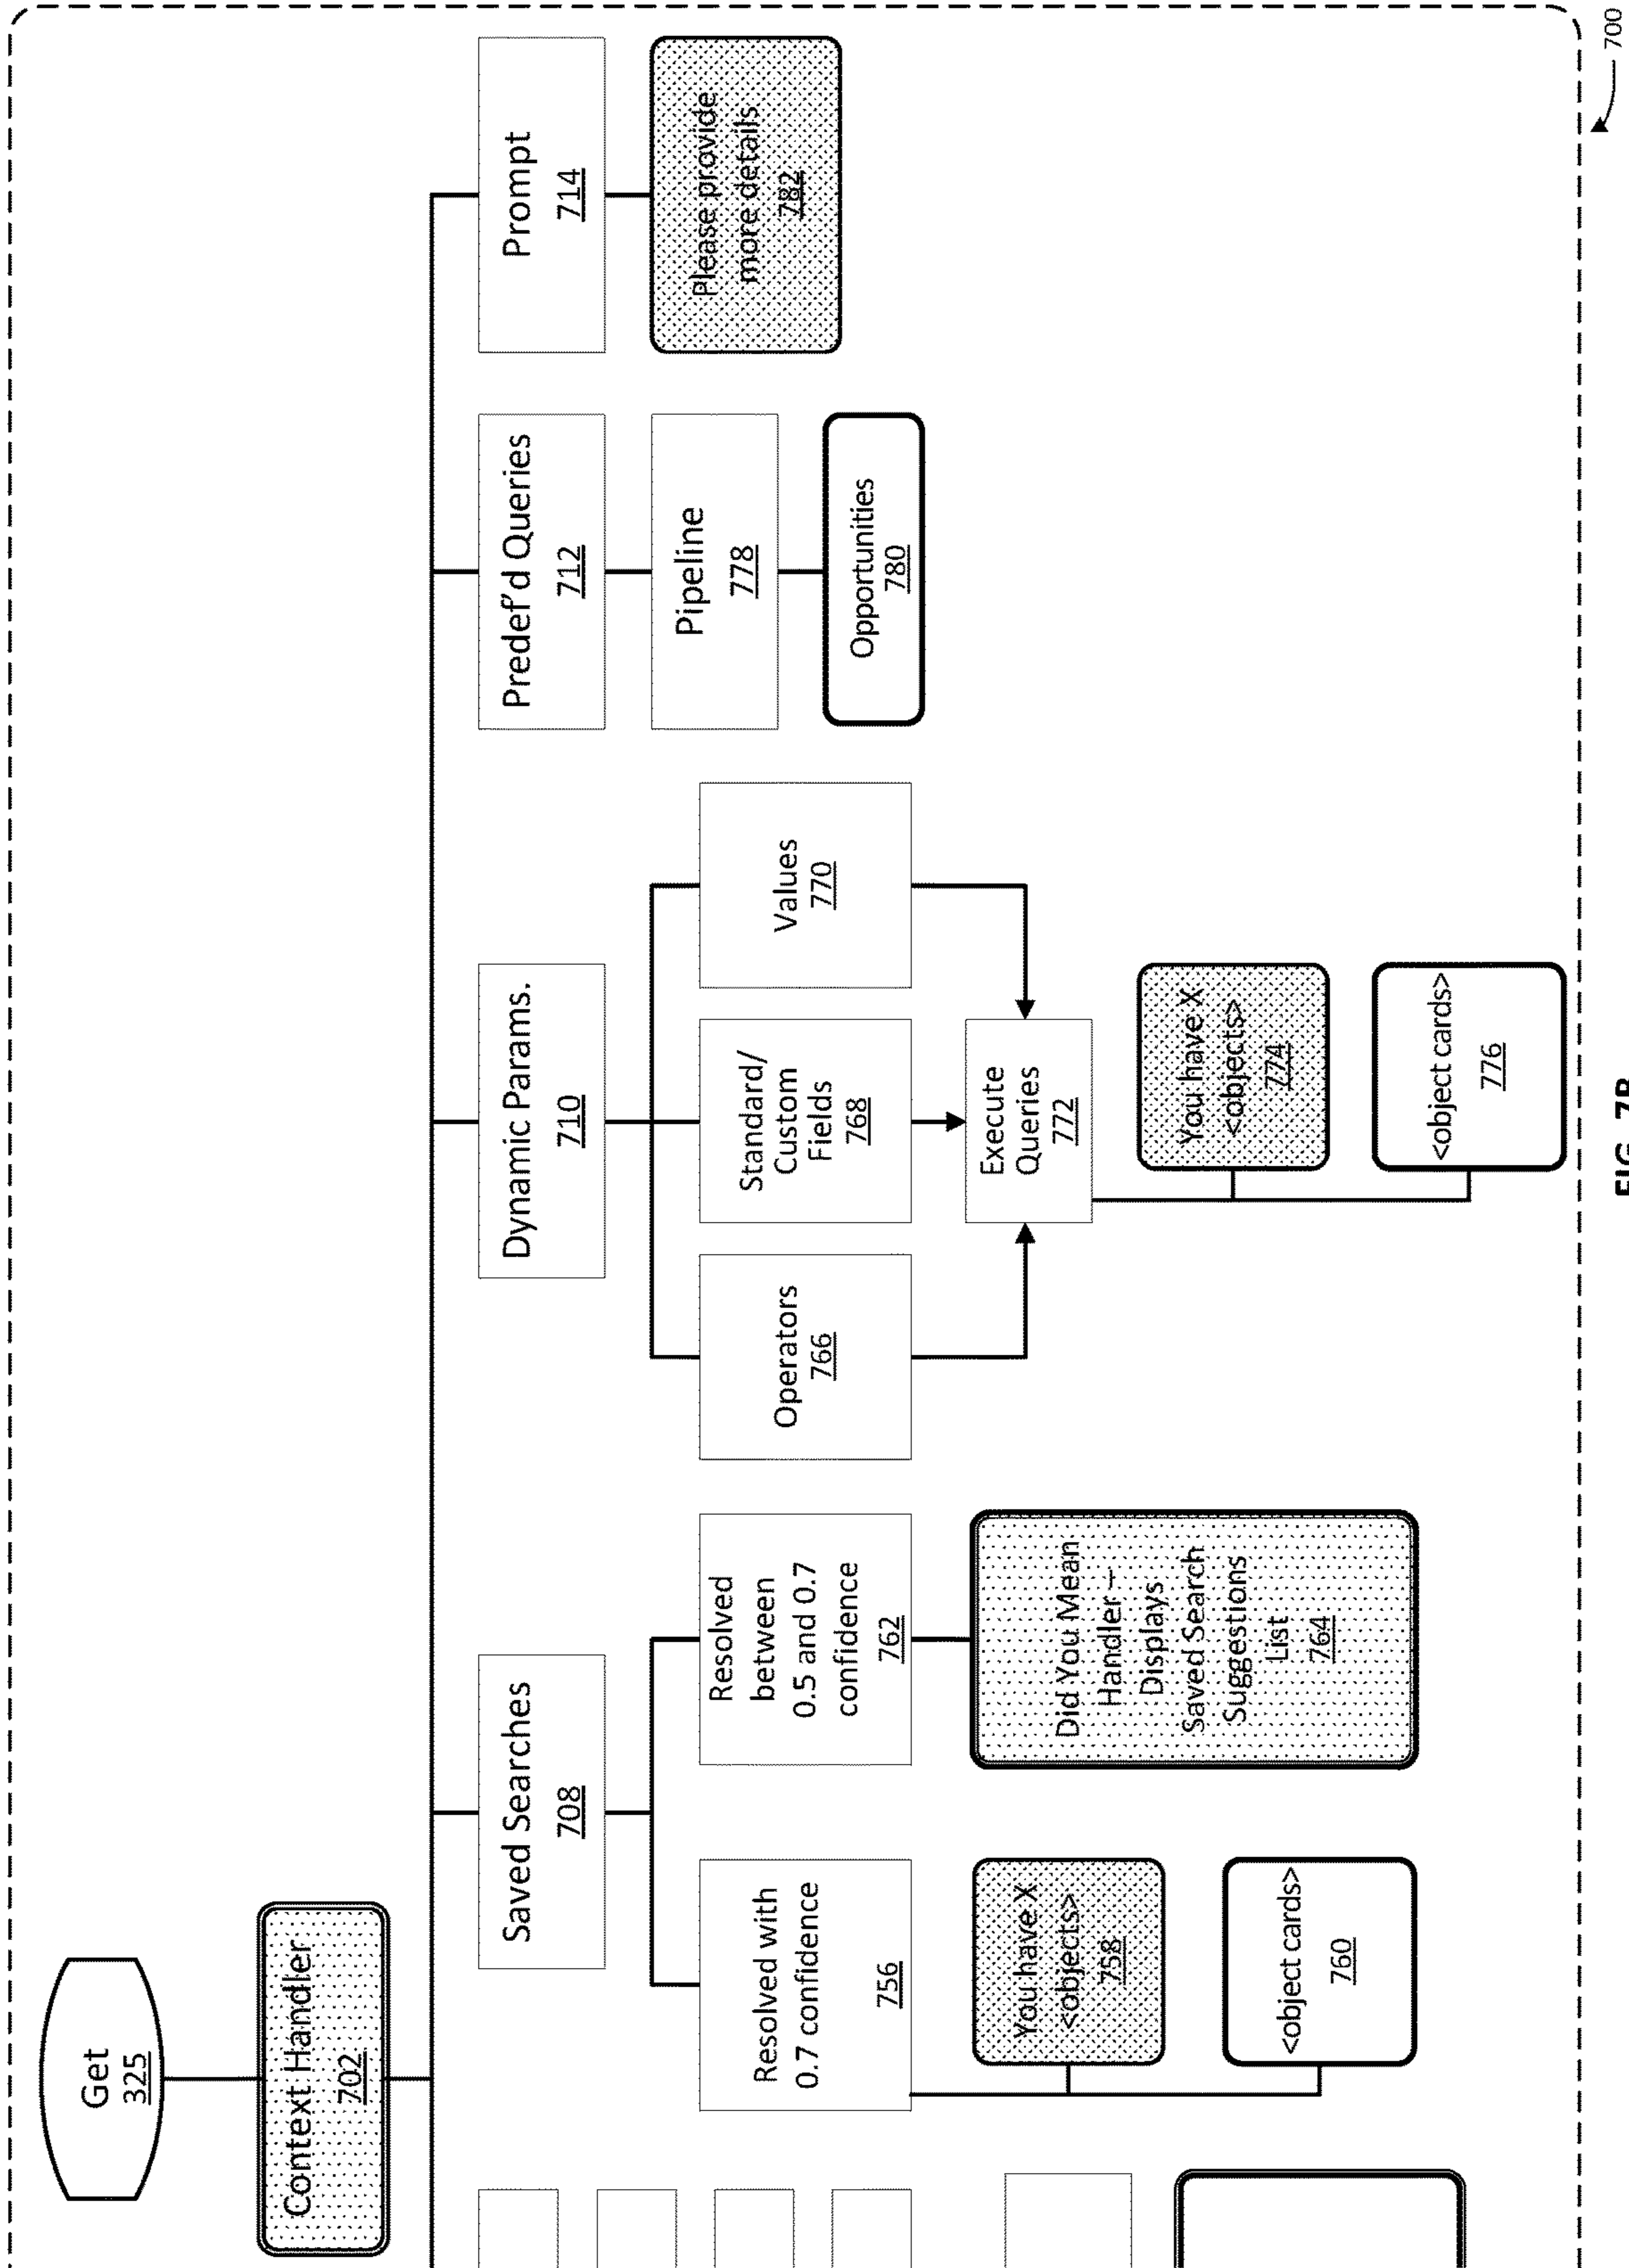 Get
325
Context Handler
702
Saved Searches
708
Resolved with
0.7 confidence
756
You have X
<objects>
758
<object cards>
760
Resolved
between
0.5 and 0.7
confidence
762
Did You Mean
Handler –
Displays
Saved Search
Suggestions
List
764
Dynamic Params.
710
Operators
766
Standard/
Custom
Fields
768
Values
770
Execute
Queries
772
You have X
<objects>
774
<object cards>
776
Predef'd Queries
712
Pipeline
778
Opportunities
780
Prompt
714
Please provide
more details
782
700
FIG. 7B